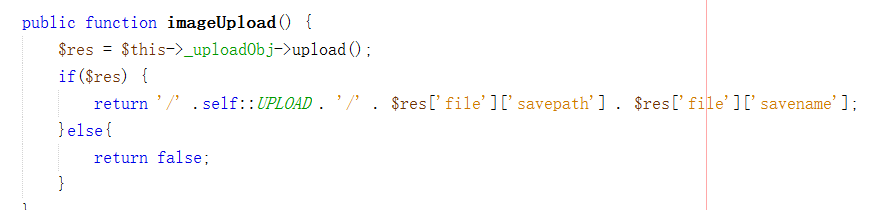 public function imageUpload() {
$res = $this->_uploadObj->upload();
if($res) {
return '/' .self::UPLOAD . '/' . $res['file']['savepath'] . $res['file']['savename'];
}else{
return false;
}
}